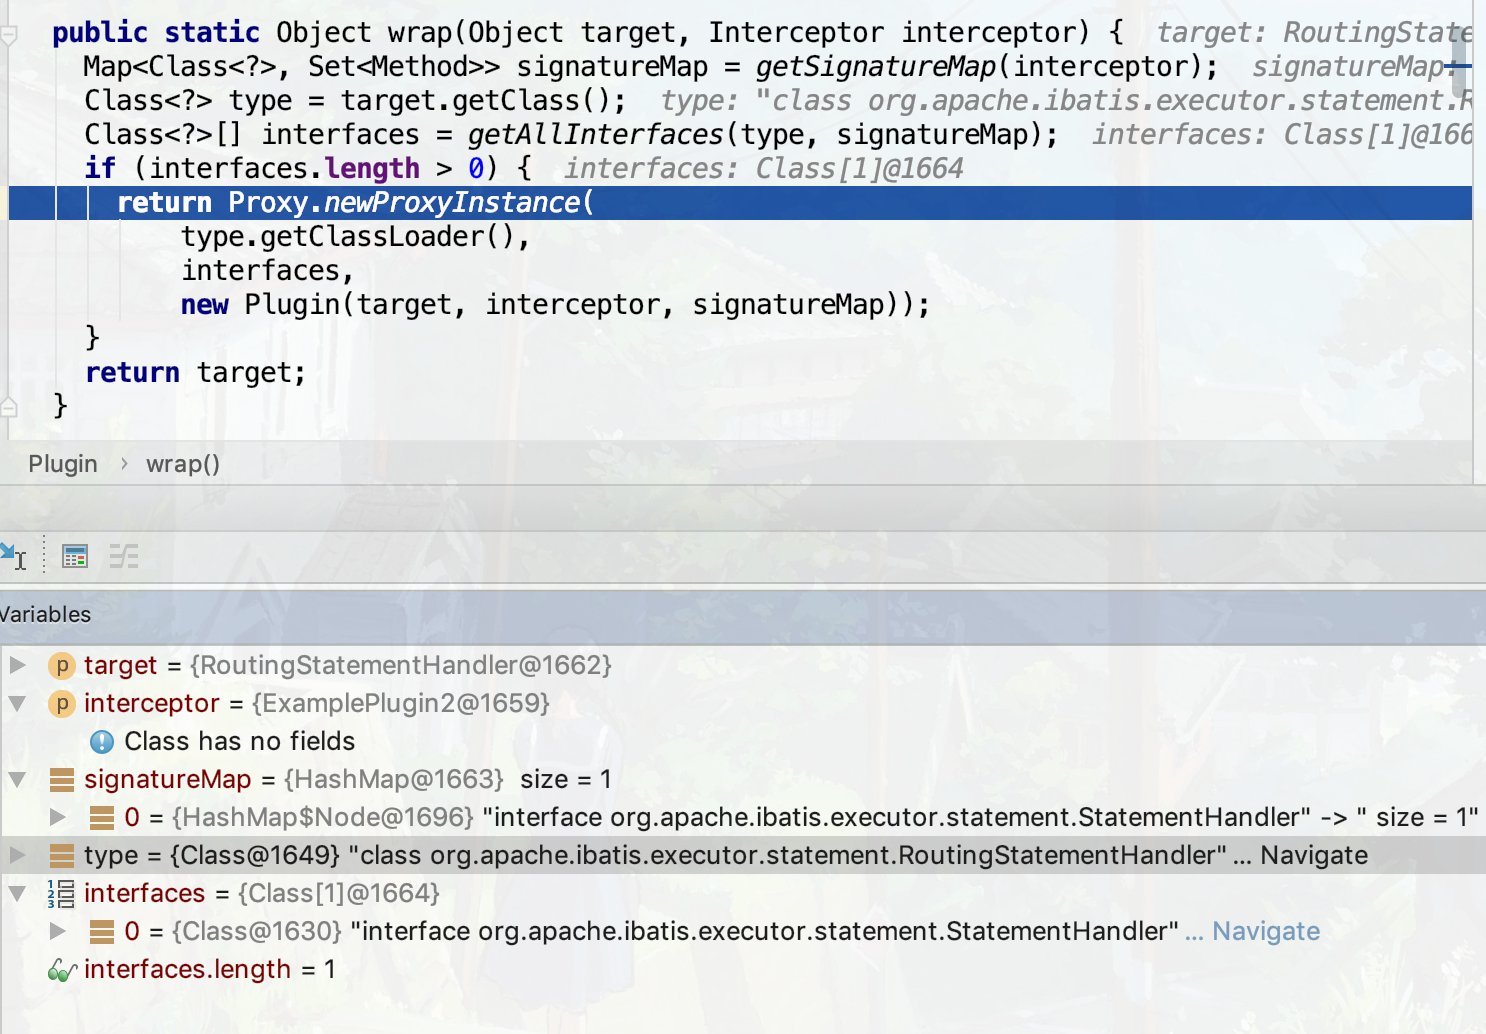 public static Object wrap(Object target, Interceptor interceptor) {  target: RoutingState
Map<Class<?>, Set<Method>> signatureMap = getSignatureMap(interceptor);  signatureMap:
Class<?> type = target.getClass();  type: "class org.apache.ibatis.executor.statement.R
Class<?>[] interfaces = getAllInterfaces(type, signatureMap);  interfaces: Class[1]@166
if (interfaces.length > 0) {  interfaces: Class[1]@1664
return Proxy.newProxyInstance(
type.getClassLoader(),
interfaces,
new Plugin(target, interceptor, signatureMap));
}
return target;
}
Plugin › wrap()
Variables
p target = {RoutingStatementHandler@1662}
p interceptor = {ExamplePlugin2@1659}
Class has no fields
signatureMap = {HashMap@1663} size = 1
0 = {HashMap$Node@1696} "interface org.apache.ibatis.executor.statement.StatementHandler" -> " size = 1"
type = {Class@1649} "class org.apache.ibatis.executor.statement.RoutingStatementHandler" ... Navigate
interfaces = {Class[1]@1664}
0 = {Class@1630} "interface org.apache.ibatis.executor.statement.StatementHandler" ... Navigate
interfaces.length = 1